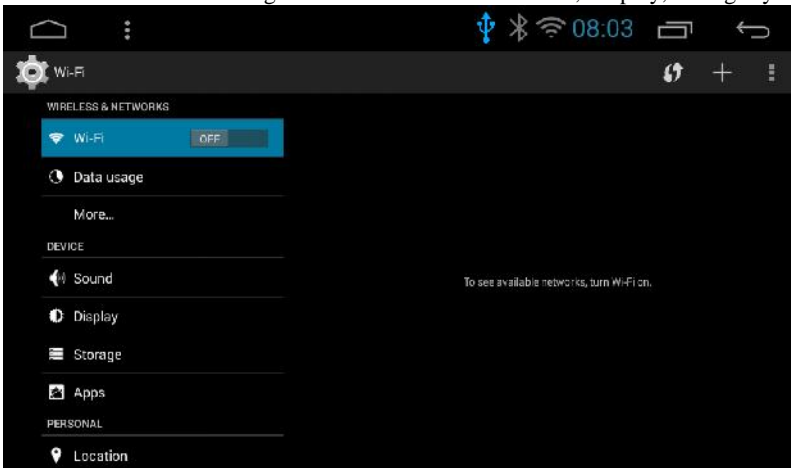 08:03
Wi-Fi
WIRELESS & NETWORKS
Wi-Fi OFF
Data usage
More...
DEVICE
Sound
To see available networks, turn Wi-Fi on.
Display
Storage
Apps
PERSONAL
Location